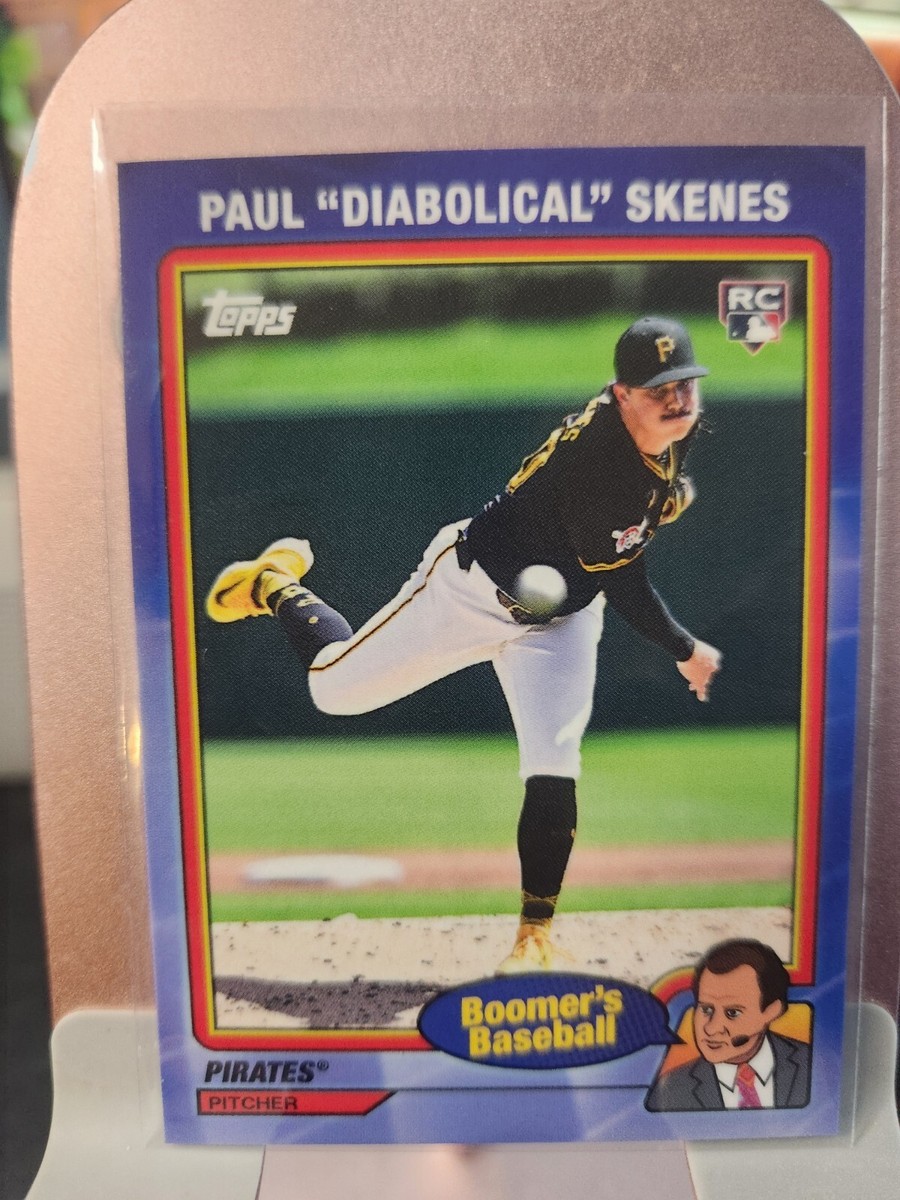 PAUL “DIABOLICAL” SKENES
Topps
RC
P
Boomer's
Baseball
PIRATES®
PITCHER